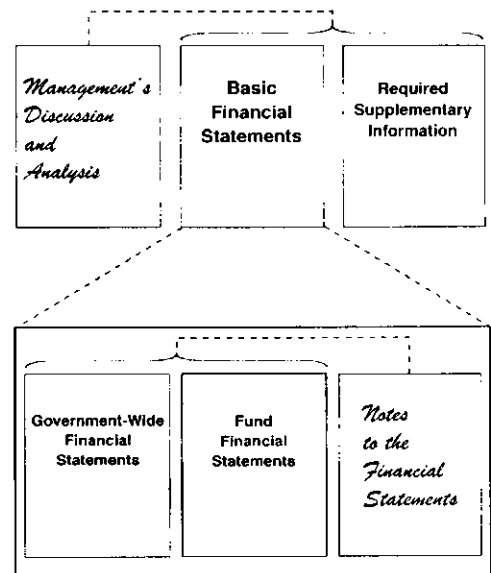 Management's
Discussion
and
Analysis
Basic
Financial
Statements
Required
Supplementary
Information
Government-Wide
Financial
Statements
Fund
Financial
Statements
Notes
to the
Financial
Statements